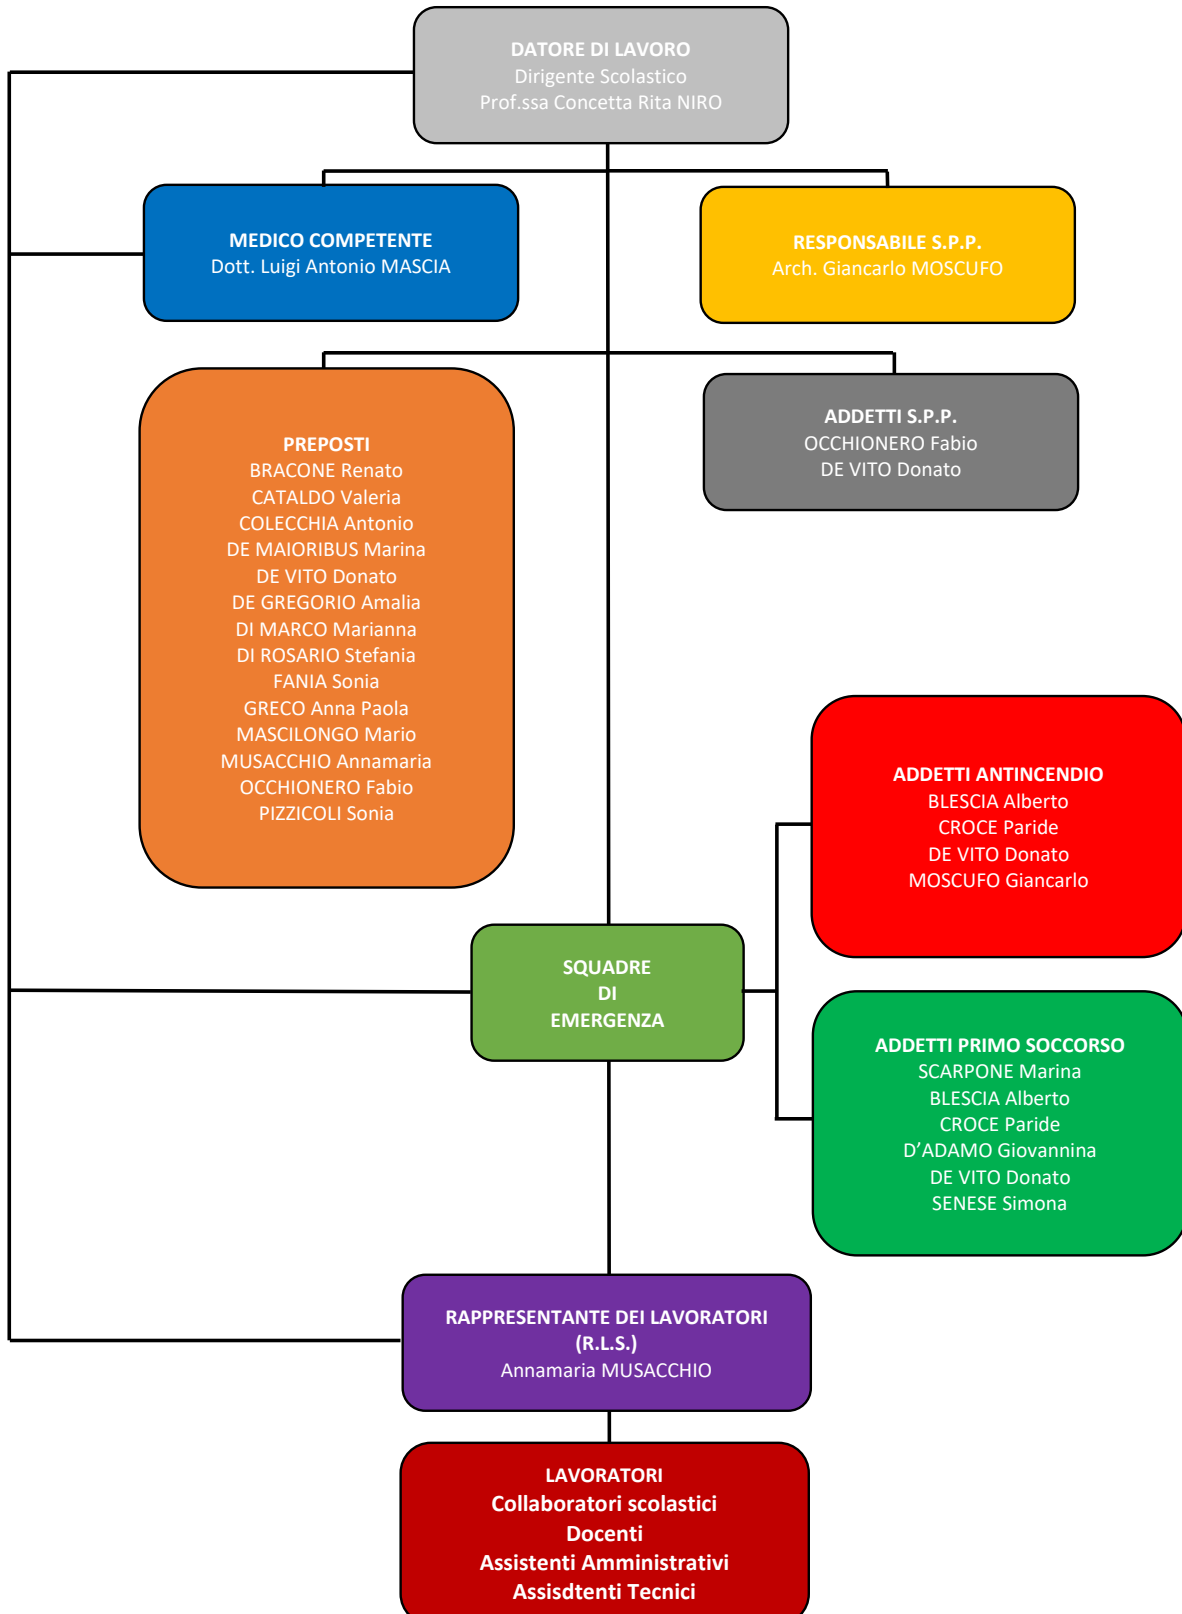 DATORE DI LAVORO
Dirigente Scolastico
Prof.ssa Concetta Rita NIRO
MEDICO COMPETENTE
Dott. Luigi Antonio MASCIA
RESPONSABILE S.P.P.
Arch. Giancarlo MOSCUFO
PREPOSTI
BRACONE Renato
CATALDO Valeria
COLECCHIA Antonio
DE MAIORIBUS Marina
DE VITO Donato
DE GREGORIO Amalia
DI MARCO Marianna
DI ROSARIO Stefania
FANIA Sonia
GRECO Anna Paola
MASCILONGO Mario
MUSACCHIO Annamaria
OCCHIONERO Fabio
PIZZICOLI Sonia
ADDETTI S.P.P.
OCCHIONERO Fabio
DE VITO Donato
ADDETTI ANTINCENDIO
BLESCIA Alberto
CROCE Paride
DE VITO Donato
MOSCUFO Giancarlo
SQUADRE
DI
EMERGENZA
ADDETTI PRIMO SOCCORSO
SCARPONE Marina
BLESCIA Alberto
CROCE Paride
D’ADAMO Giovannina
DE VITO Donato
SENESE Simona
RAPPRESENTANTE DEI LAVORATORI
(R.L.S.)
Annamaria MUSACCHIO
LAVORATORI
Collaboratori scolastici
Docenti
Assistenti Amministrativi
Assisdtenti Tecnici